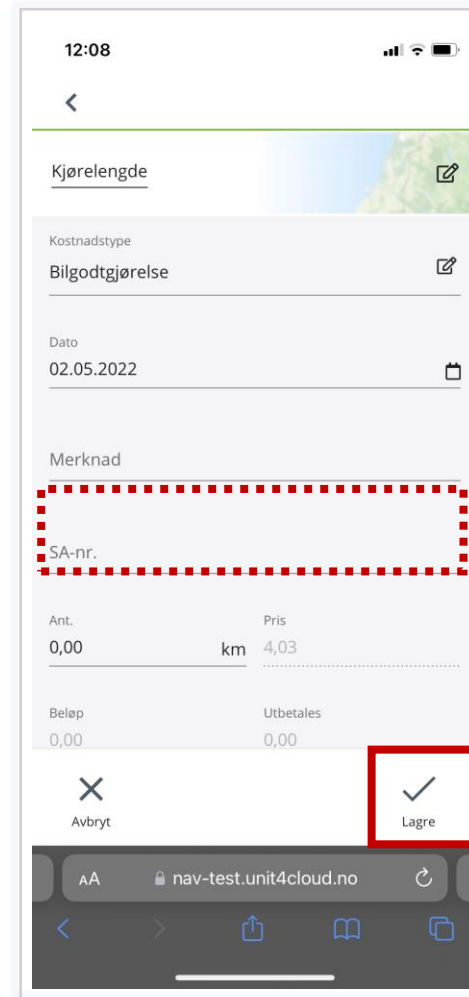 12:08
Kjørelengde
Kostnadstype
Bilgodtgjørelse
Dato
02.05.2022
Merknad
SA-nr.
Ant. Pris
0,00 km 4,03
Beløp Utbetales
0,00 0,00
Avbryt Lagre
AA nav-test.unit4cloud.no